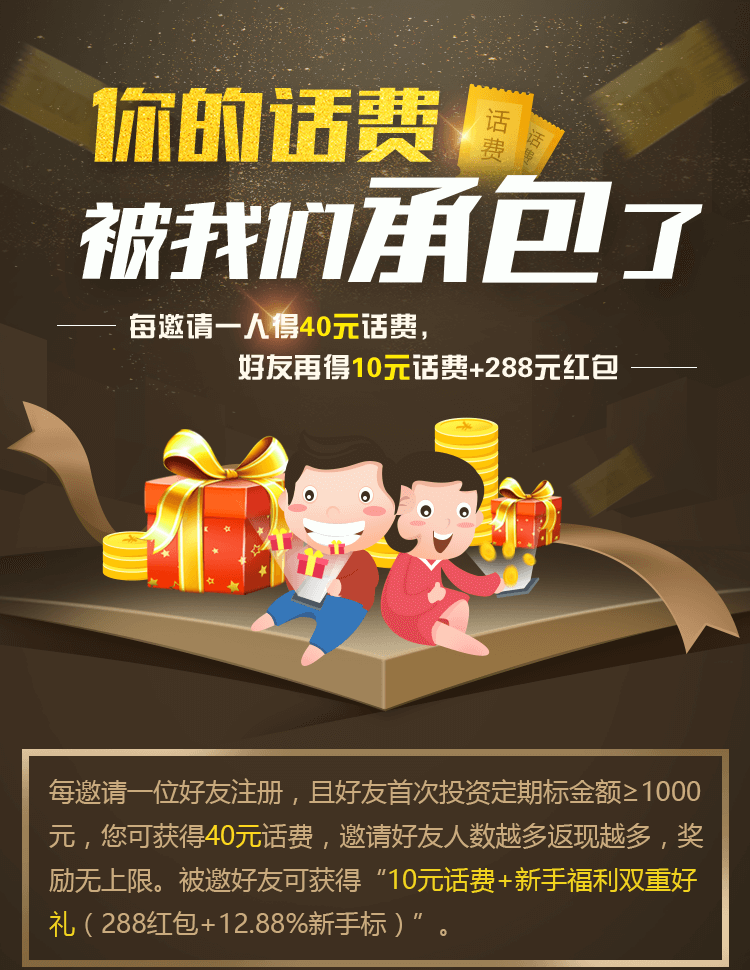 你的话费
话费
话费
被我们承包了
每邀请一人得40元话费，
好友再得10元话费+288元红包
每邀请一位好友注册，且好友首次投资定期标金额≥1000
元，您可获得40元话费，邀请好友人数越多返现越多，奖
励无上限。被邀好友可获得“10元话费+新手福利双重好
礼（288红包+12.88%新手标）”。